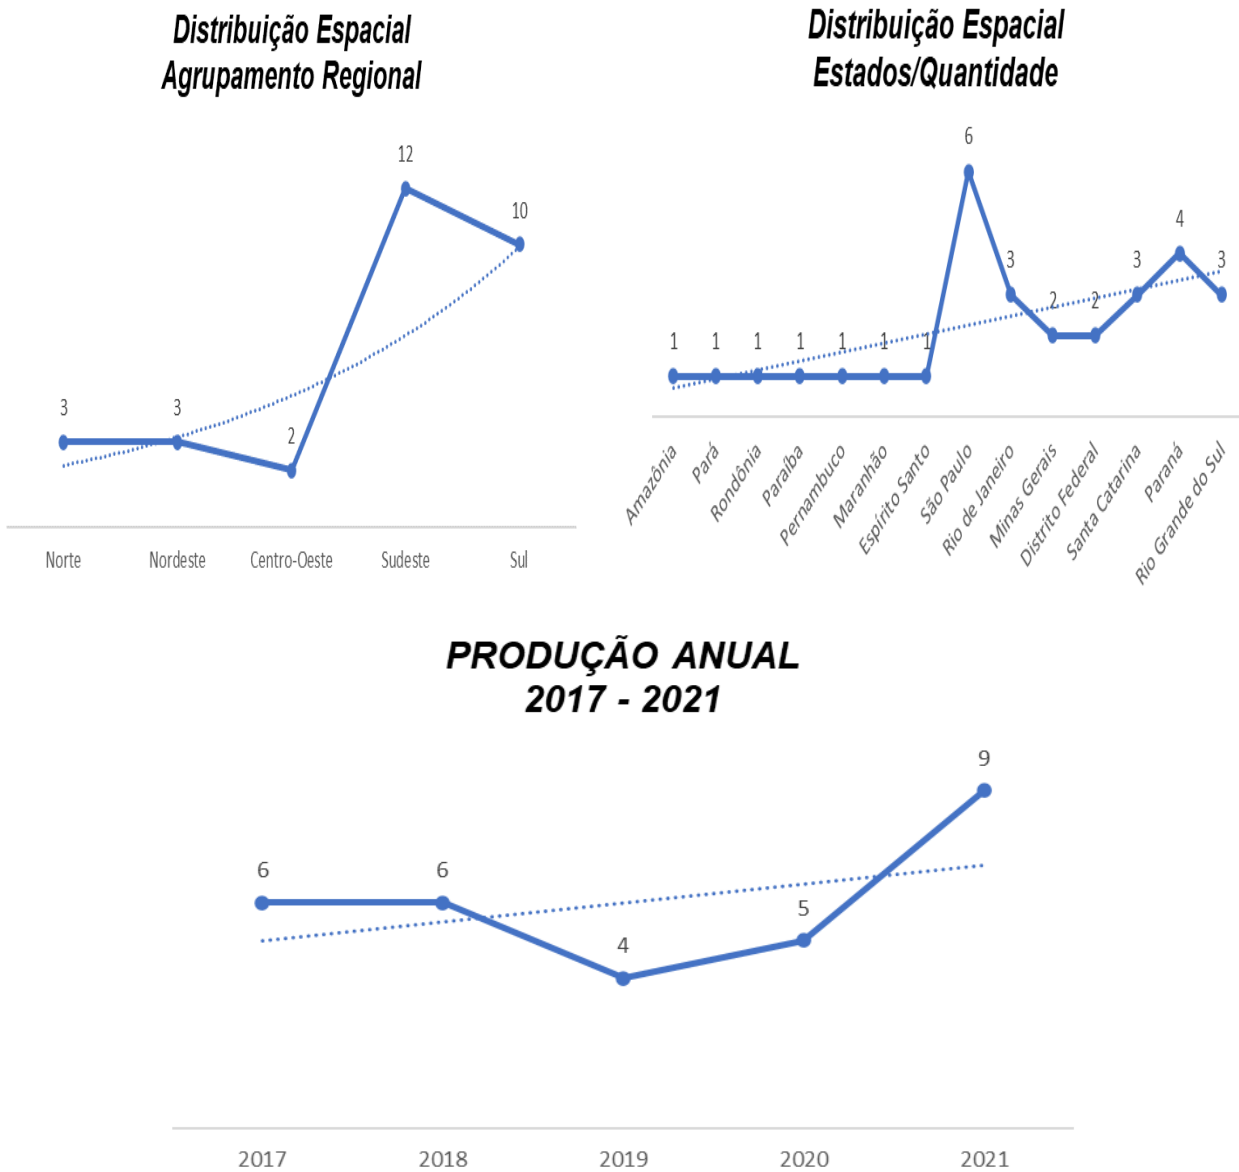 Distribuição Espacial
Agrupamento Regional
12
10
3
3
2
Norte
Nordeste
Centro-Oeste
Sudeste
Sul
Distribuição Espacial
Estados/Quantidade
6
4
3
3
3
2
2
1
1
1
1
1
1
1
Amazônia
Pará
Rondônia
Paraíba
Pernambuco
Maranhão
Espírito Santo
São Paulo
Rio de Janeiro
Minas Gerais
Distrito Federal
Santa Catarina
Paraná
Rio Grande do Sul
PRODUÇÃO ANUAL
2017 - 2021
9
6
6
5
4
2017
2018
2019
2020
2021